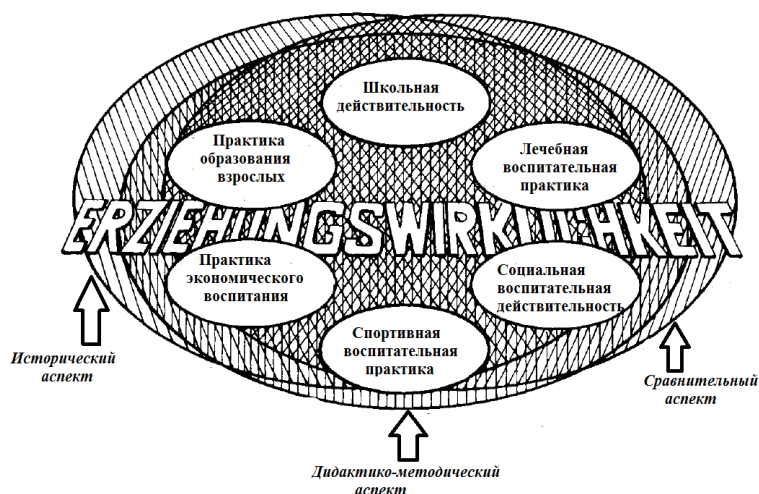 Школьная
действительность
Практика
образования
взрослых
Лечебная
воспитательная
практика
ERZIEHUNGSWIRKLICHKEIT
Практика
экономического
воспитания
Социальная
воспитательная
действительность
Спортивная
воспитательная
практика
Исторический
аспект
Сравнительный
аспект
Дидактико-методический
аспект